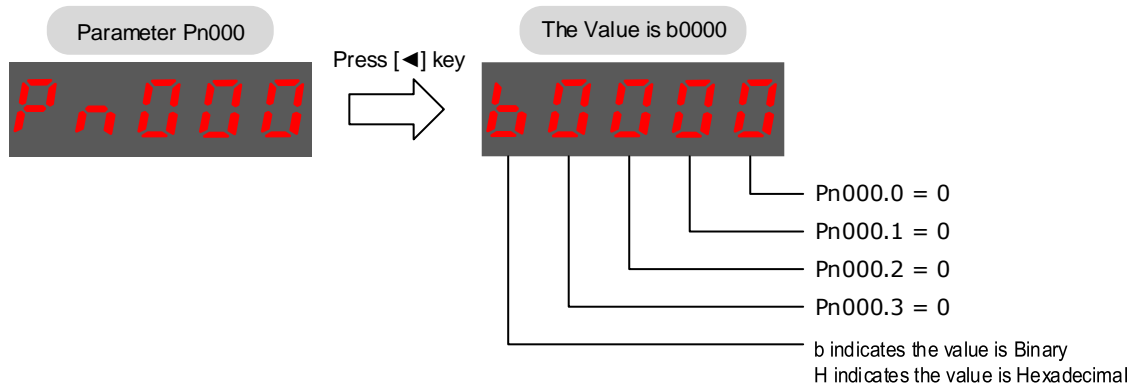 Parameter Pn000
The Value is b0000
Press [◄] key
Pn000
b0000
Pn000.0 = 0
Pn000.1 = 0
Pn000.2 = 0
Pn000.3 = 0
b indicates the value is Binary
H indicates the value is Hexadecimal